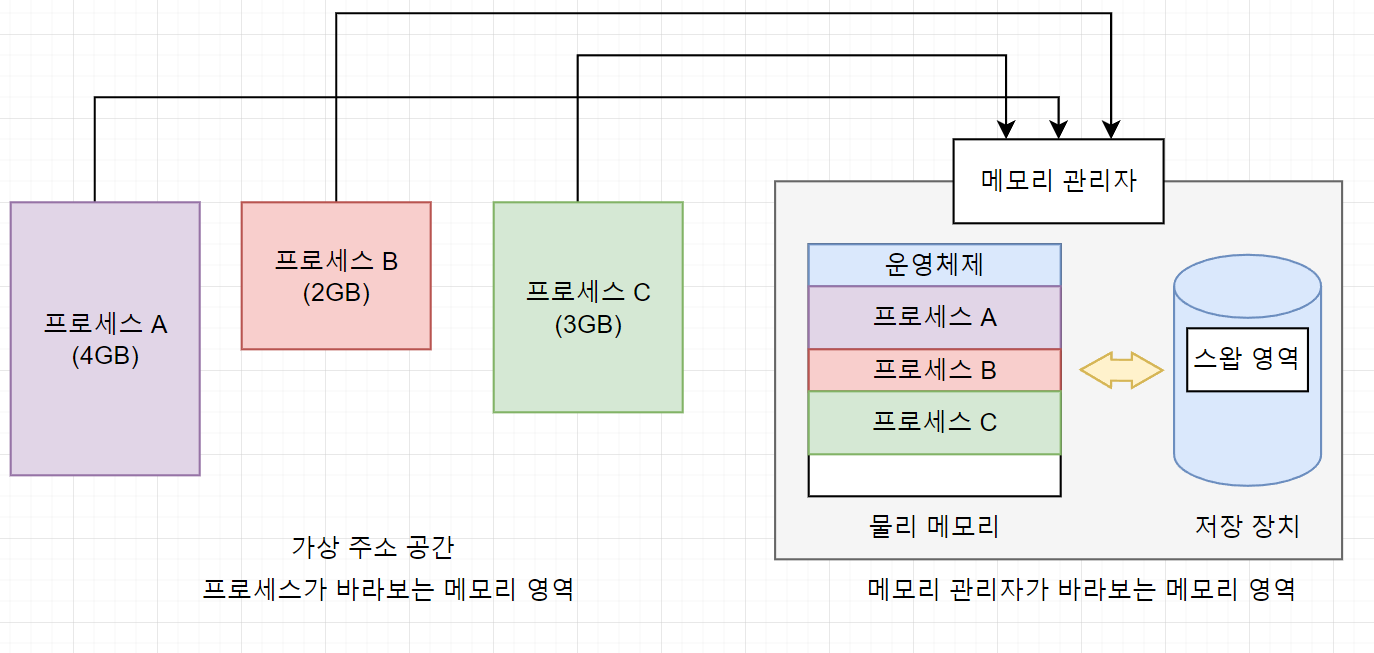 메모리 관리자
프로세스 A
(4GB)
프로세스 B
(2GB)
프로세스 C
(3GB)
운영체제
프로세스 A
프로세스 B
프로세스 C
스왑 영역
물리 메모리
저장 장치
가상 주소 공간
프로세스가 바라보는 메모리 영역
메모리 관리자가 바라보는 메모리 영역